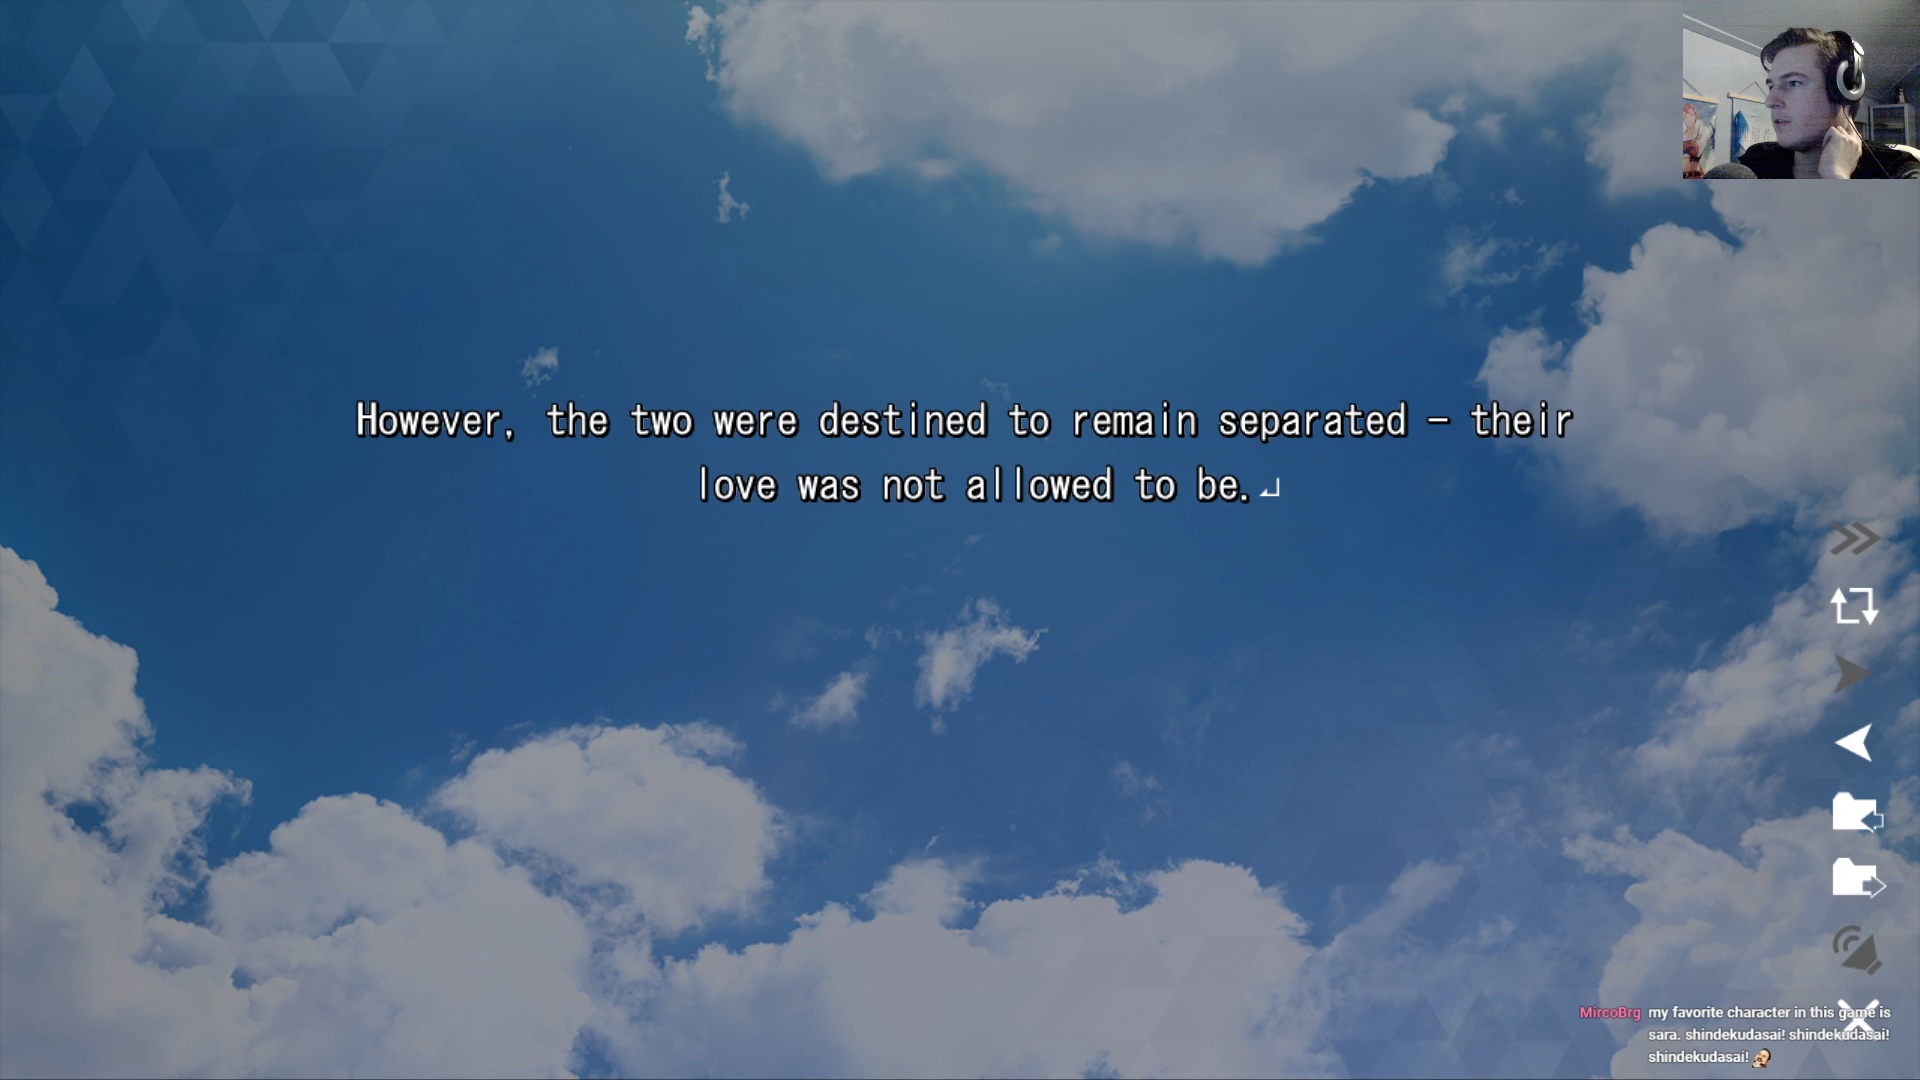 However, the two were destined to remain separated – their
love was not allowed to be.
MircoBrg my favorite character in this game is
sara. shindekudasai! shindekudasai!
shindekudasai!